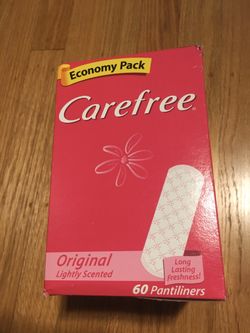 Economy Pack
Carefree®
Original
Lightly Scented
Long
Lasting
Freshness!
60 Pantiliners